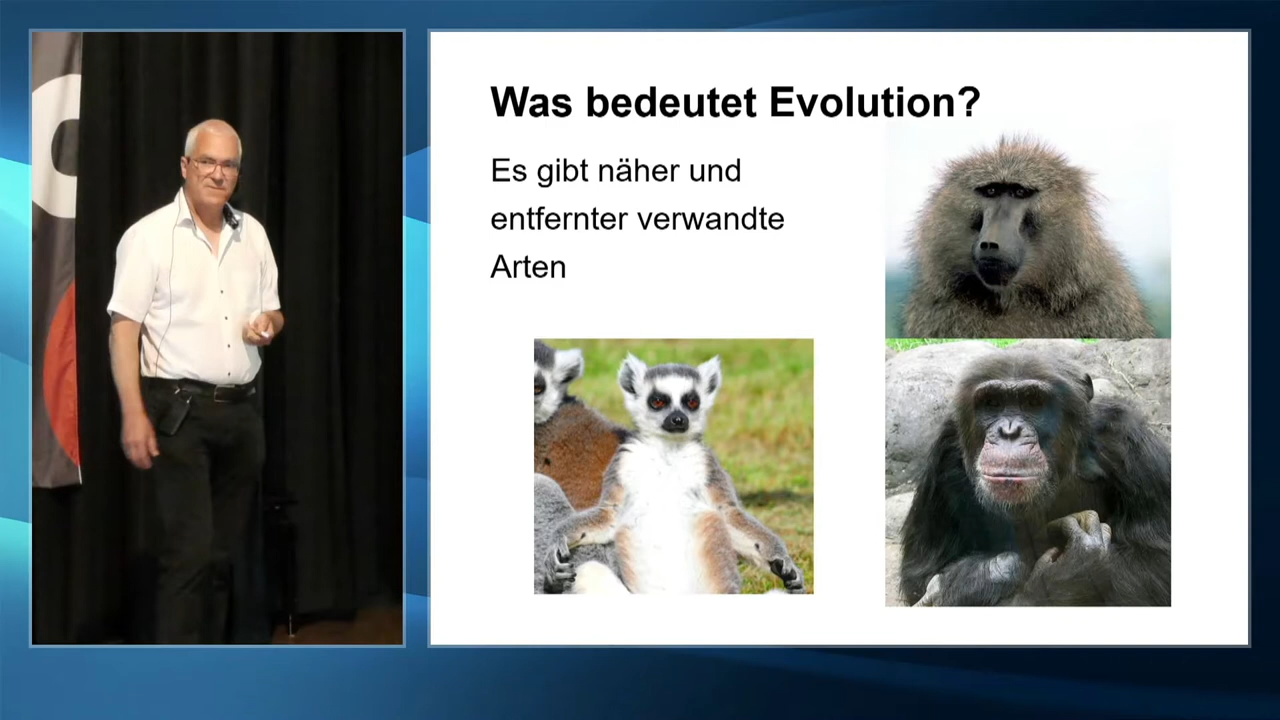 Was bedeutet Evolution?
Es gibt näher und
entfernter verwandte
Arten